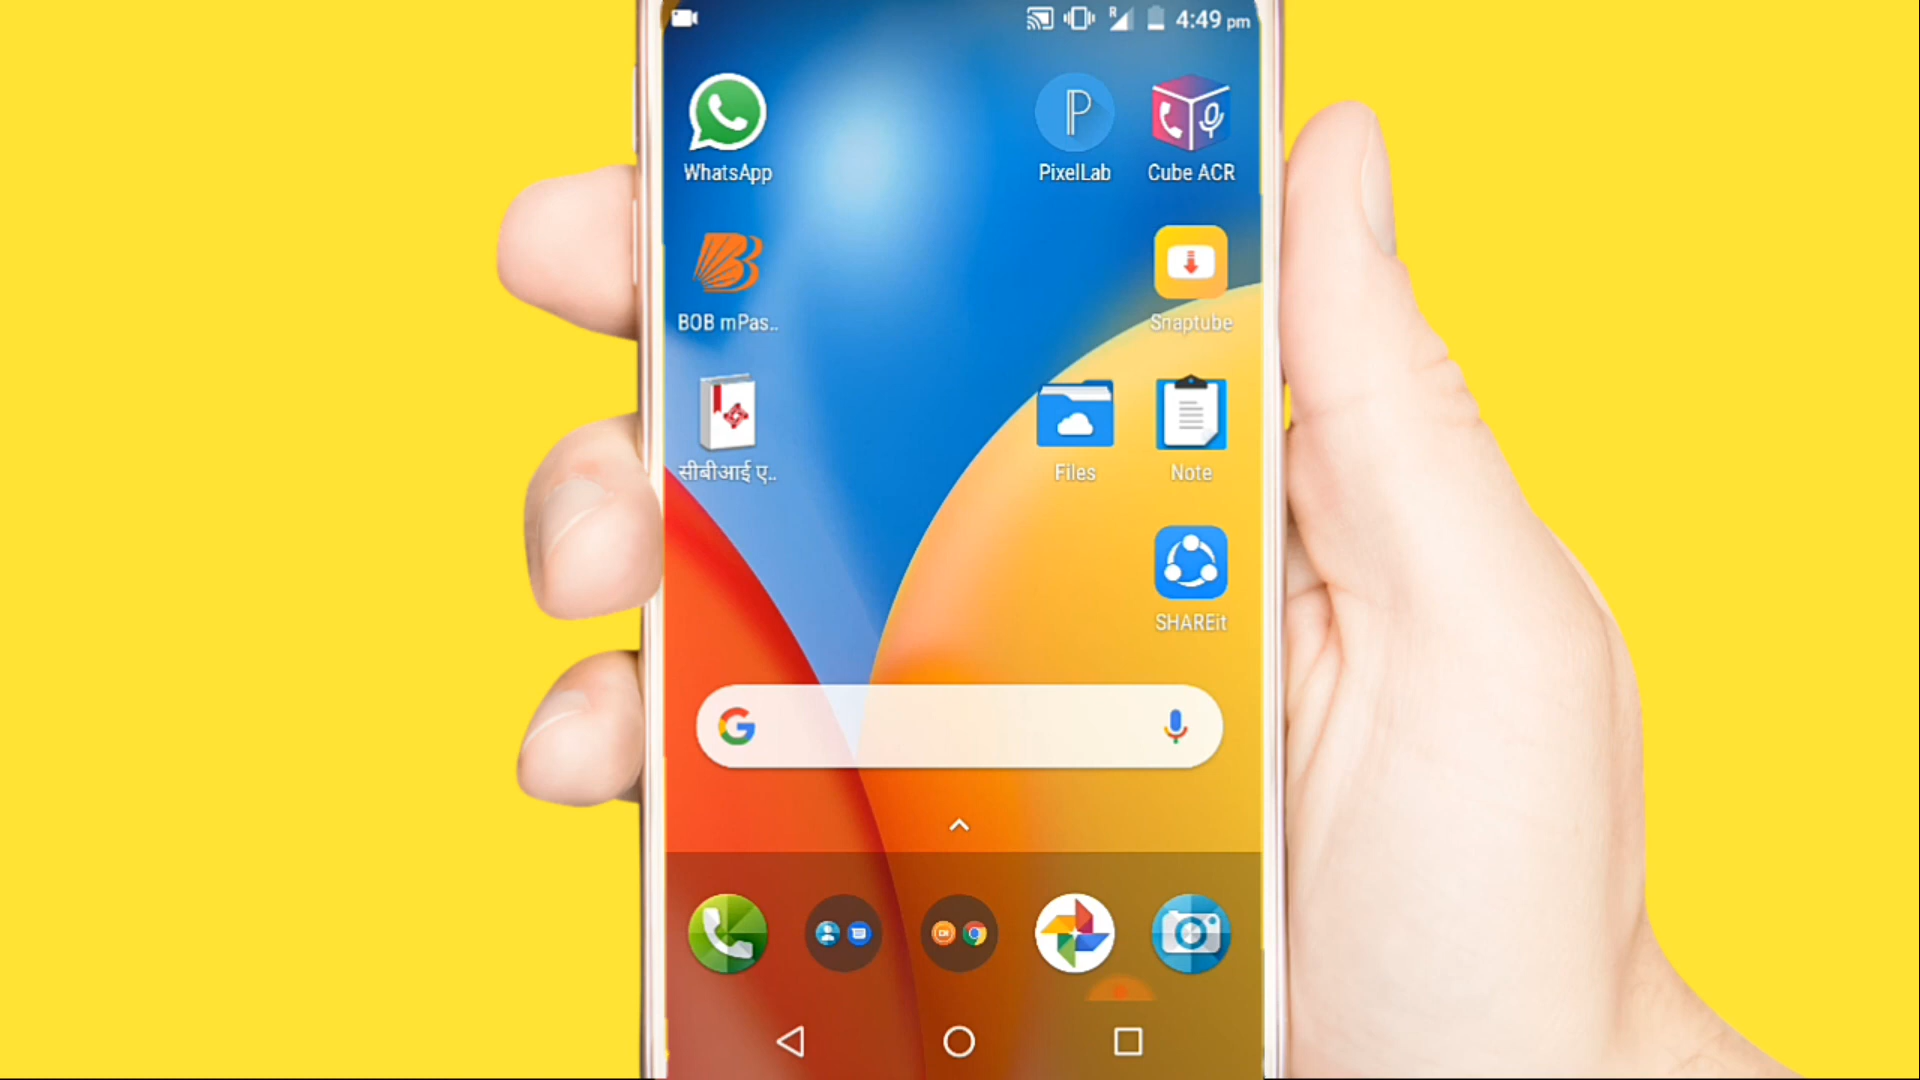 R 4:49 pm
WhatsApp
PixelLab
Cube ACR
BOB mPas..
Snaptube
सीबीआई ए..
Files
Note
SHAREit